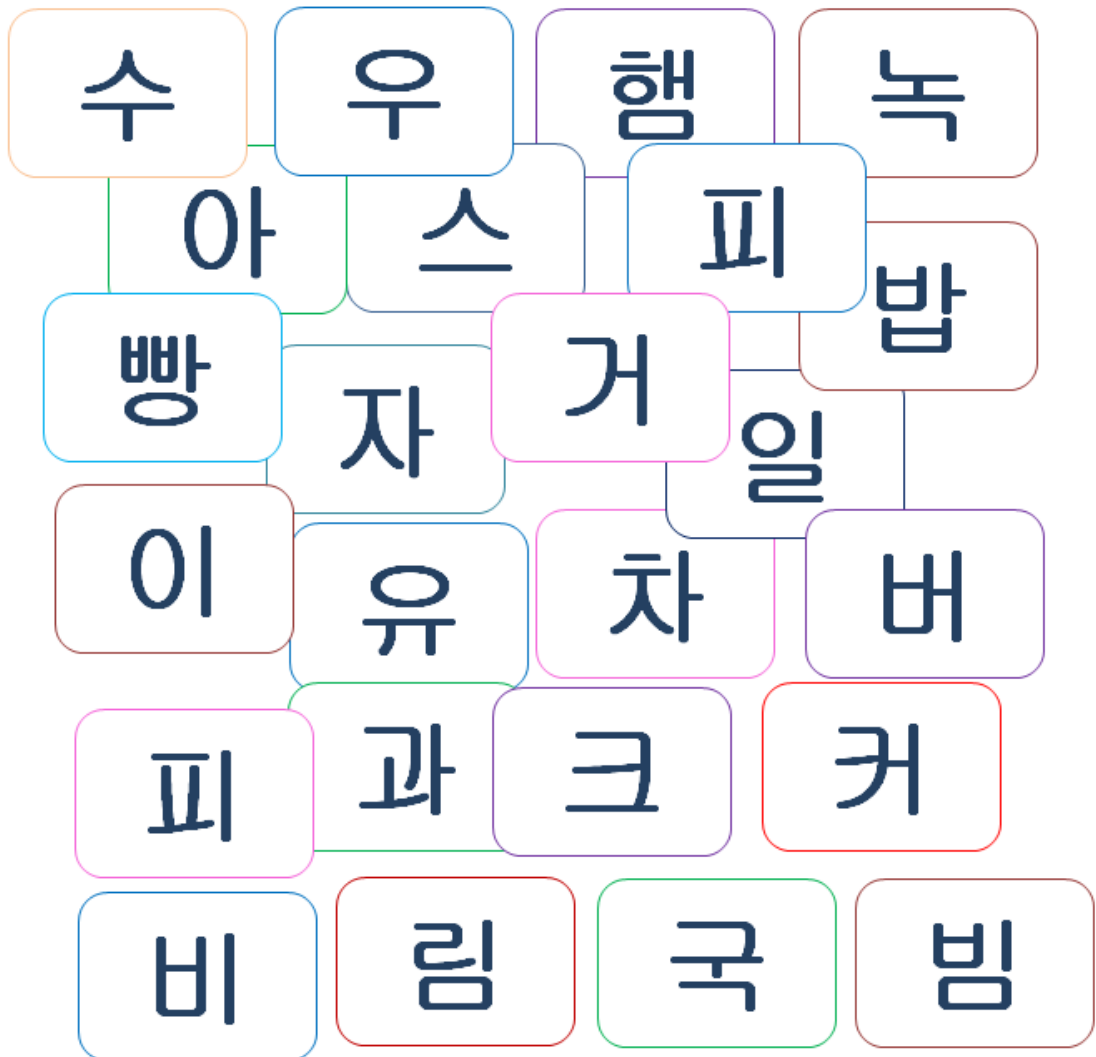 수 우 햄 녹
아 스 피 밥
빵 자 거 일
이 유 차 버
피 과 크 커
비 림 국 빔